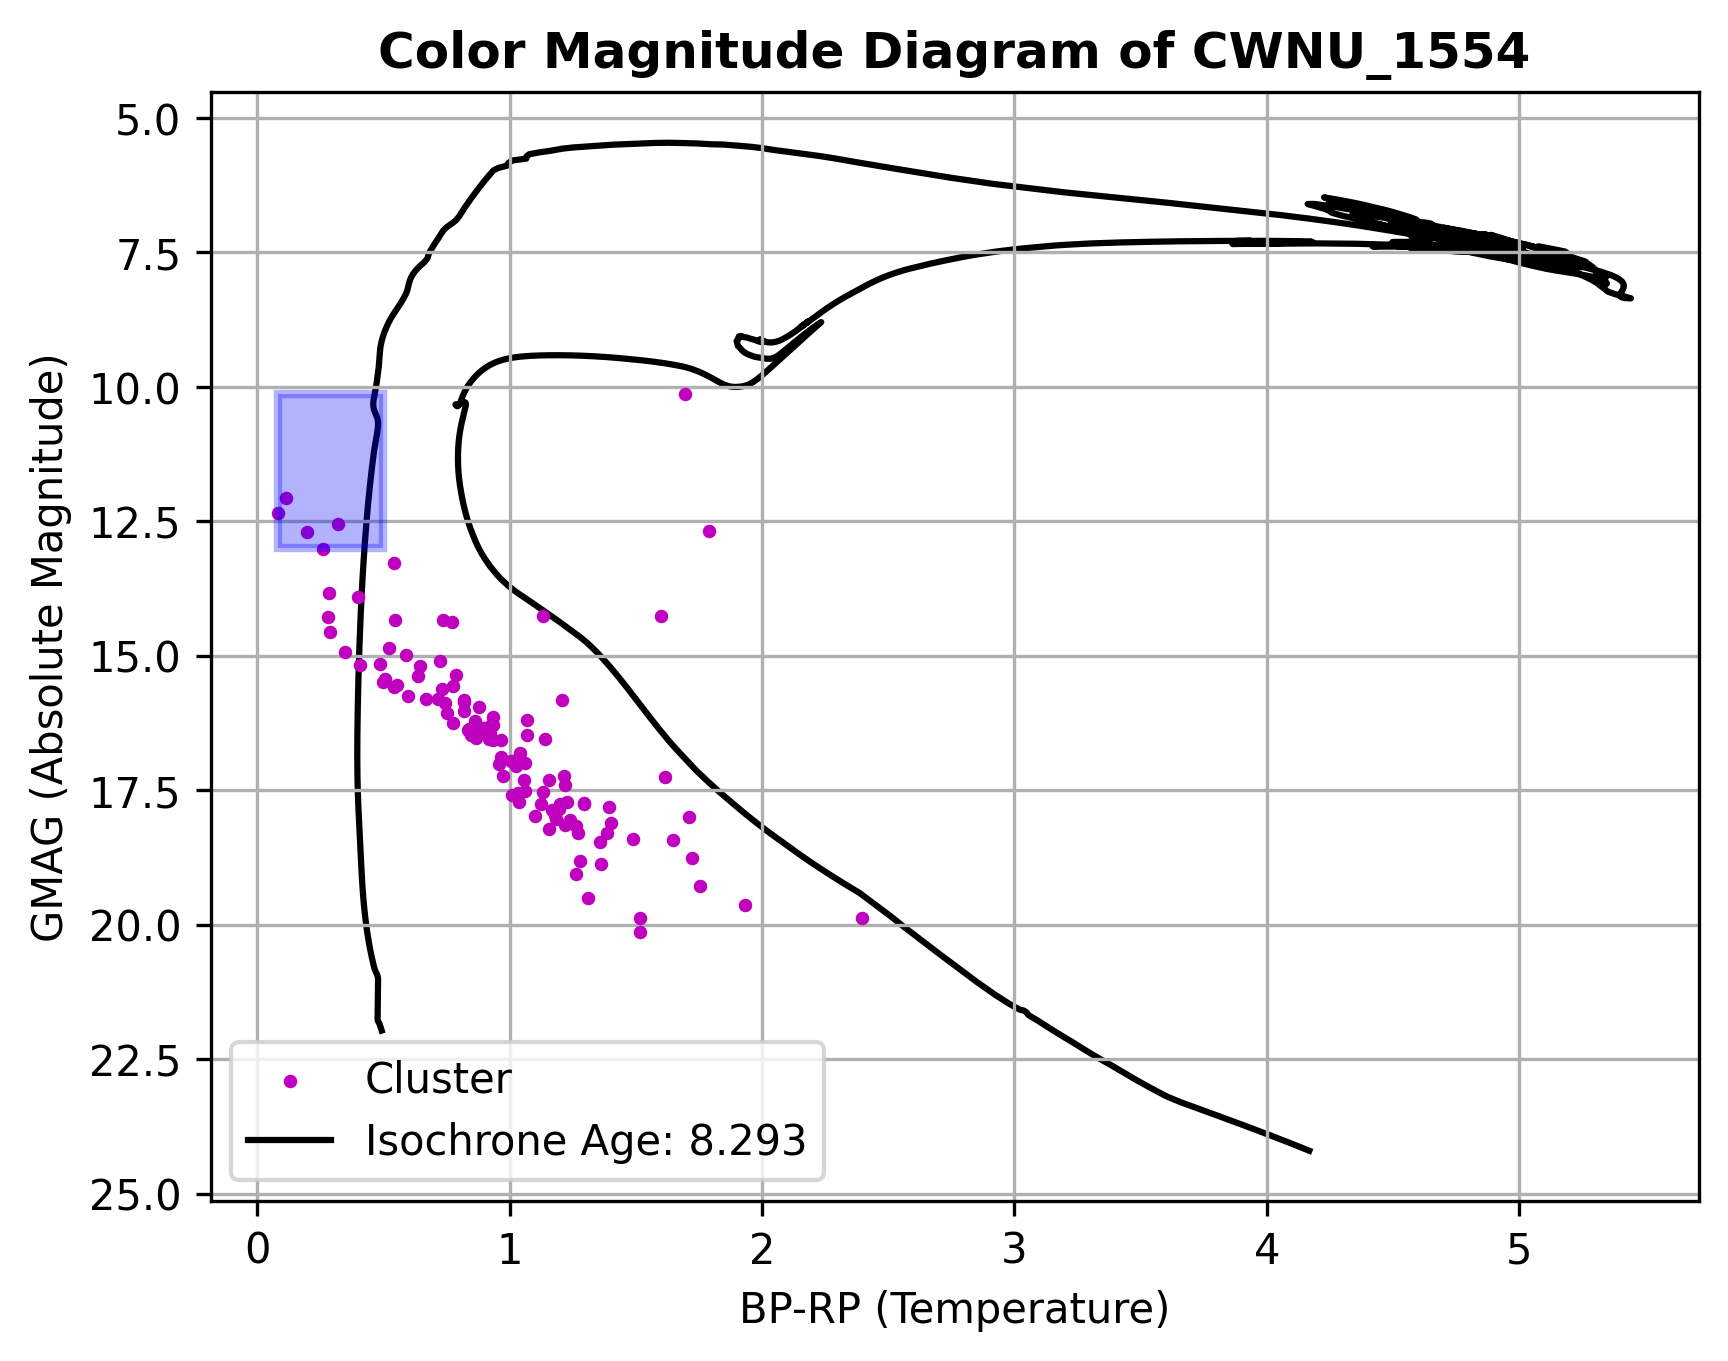 Color Magnitude Diagram of CWNU_1554
GMAG (Absolute Magnitude)
5.0
7.5
10.0
12.5
15.0
17.5
20.0
22.5
25.0
Cluster
Isochrone Age: 8.293
0 1 2 3 4 5
BP-RP (Temperature)